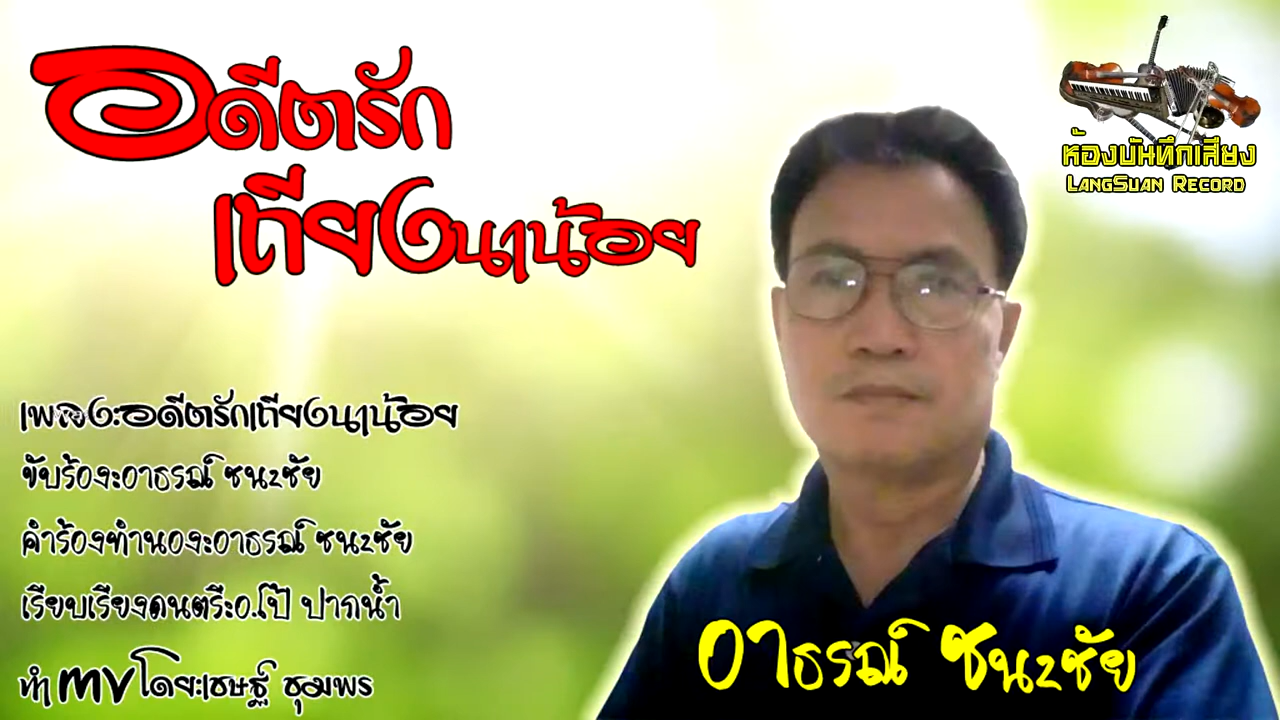 อดีตรัก
เถียงนาน้อย
ห้องบันทึกเสียง
LANGSUAN RECORD
เพลง:อดีตรักเถียงนาน้อย
ขับร้อง:อาธรณ์ ชนะชัย
คำร้องทำนอง:อาธรณ์ ชนะชัย
เรียบเรียงดนตรี:อ.โป๊ ปากน้ำ
ทำ MV โดย:เชษฐ์ ชุมพร
อาธรณ์ ชนะชัย